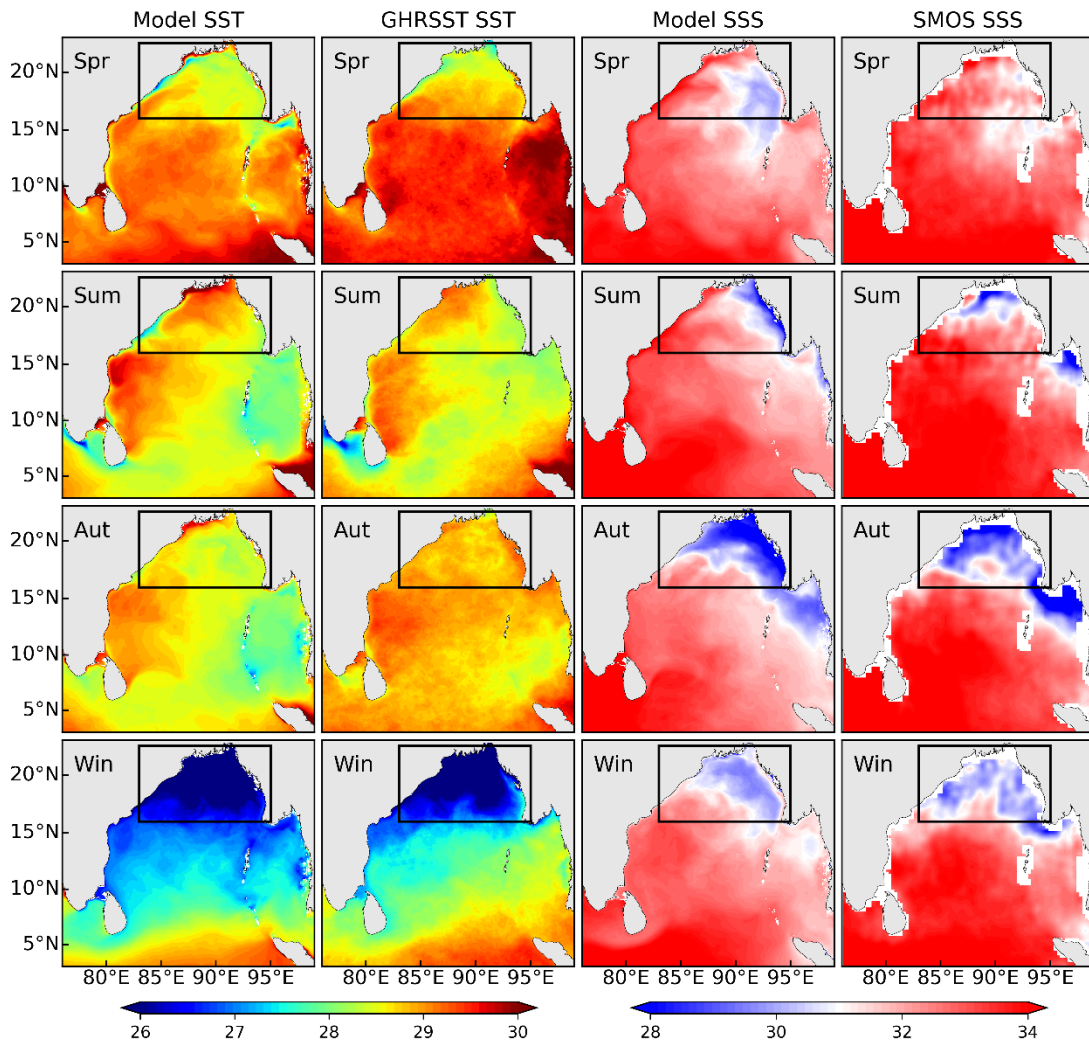 Model SST GHRSST SST Model SSS SMOS SSS
Spr Spr Spr Spr
20°N
15°N
10°N
5°N
Sum Sum Sum Sum
20°N
15°N
10°N
5°N
Aut Aut Aut Aut
20°N
15°N
10°N
5°N
Win Win Win Win
20°N
15°N
10°N
5°N
80°E 85°E 90°E 95°E 80°E 85°E 90°E 95°E 80°E 85°E 90°E 95°E 80°E 85°E 90°E 95°E
26 27 28 29 30 28 30 32 34